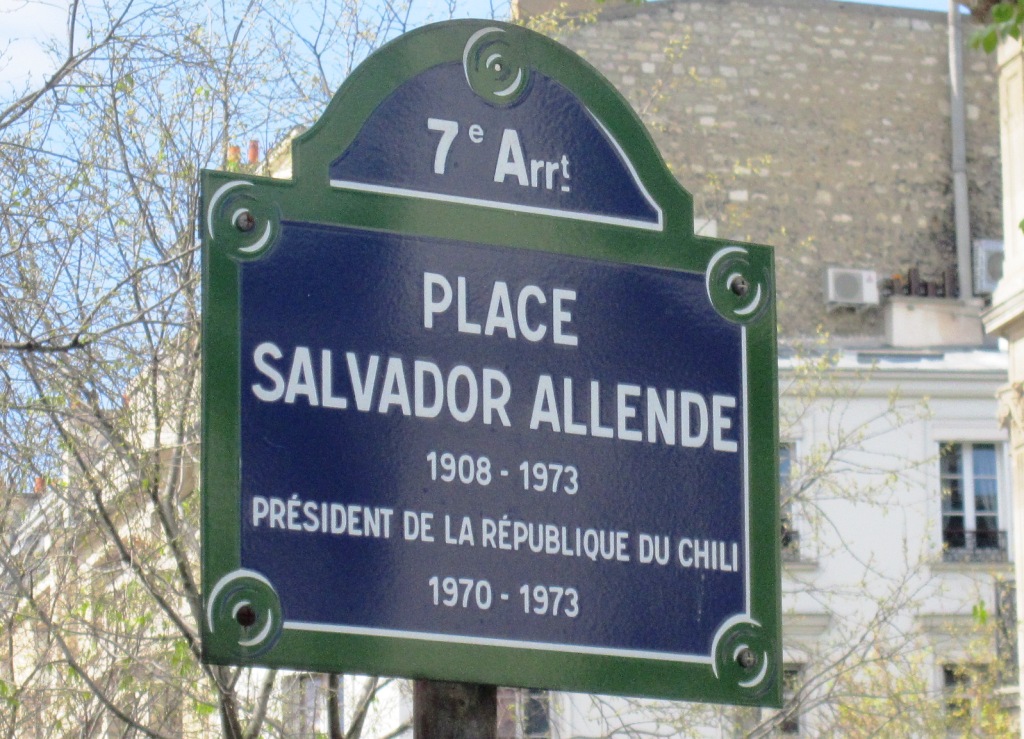 7e Arrt
PLACE
SALVADOR ALLENDE
1908 - 1973
PRÉSIDENT DE LA RÉPUBLIQUE DU CHILI
1970 - 1973